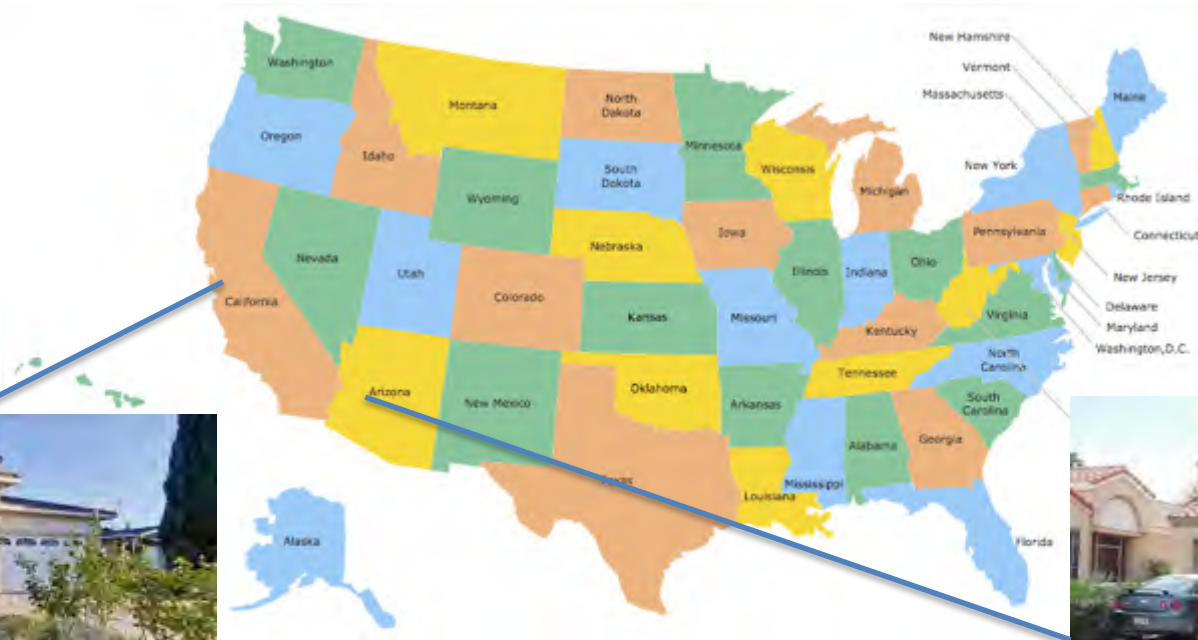 New Hamshire
Vermont
Massachusetts
Washington
Montana
North
Dakota
Minnesota
Maine
Oregon
Idaho
Wisconsin
New York
South
Dakota
Michigan
Wyoming
Rhode Island
Iowa
Pennsylvania
Connecticut
Nebraska
Nevada
Utah
Illinois
Indiana
Ohio
New Jersey
California
Colorado
Kansas
Missouri
Virginia
Delaware
Maryland
Kentucky
Washington,D.C.
North
Carolina
Tennessee
Arizona
Oklahoma
New Mexico
Arkansas
South
Carolina
Georgia
Alabama
Texas
Mississippi
Louisiana
Alaska
Florida